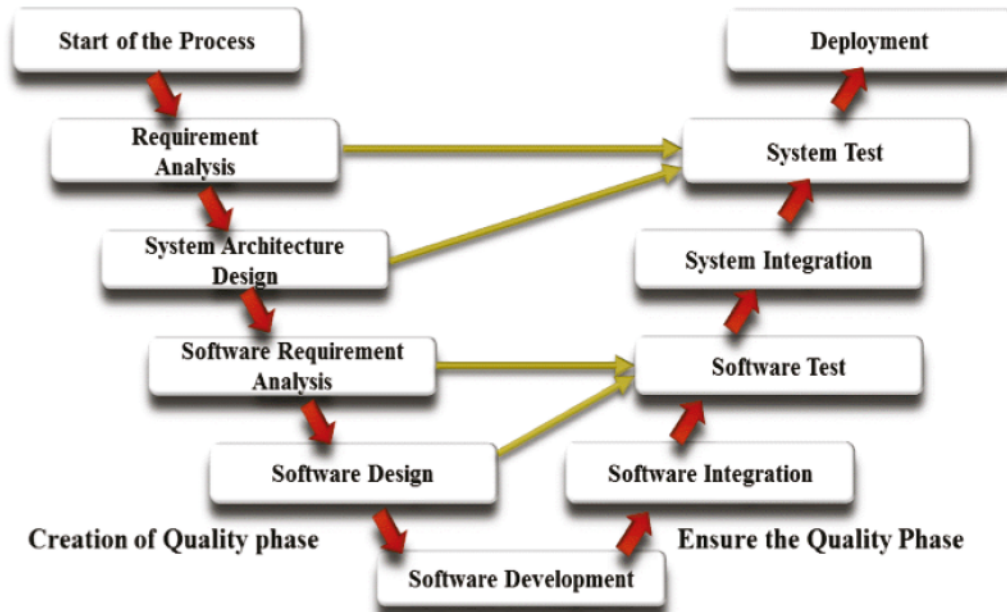 Start of the Process
Deployment
Requirement
Analysis
System Test
System Architecture
Design
System Integration
Software Requirement
Analysis
Software Test
Software Design
Software Integration
Creation of Quality phase
Ensure the Quality Phase
Software Development